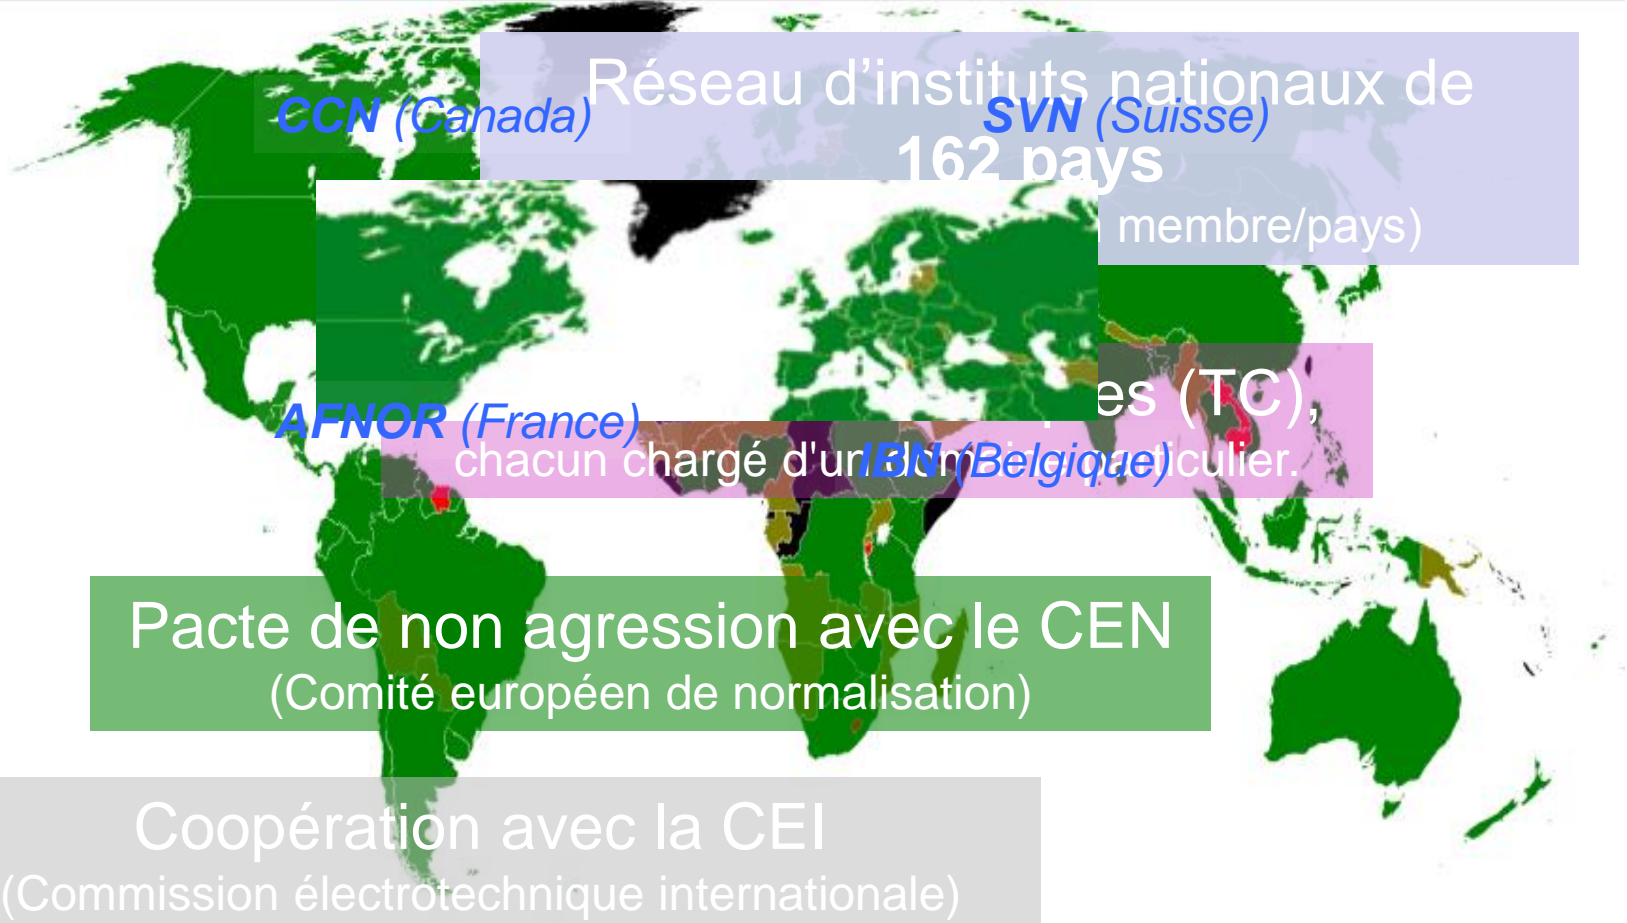 Réseau d’instituts nationaux de
CCN (Canada)
SVN (Suisse)
162 pays
membre/pays)
es (TC),
AFNOR (France)
chacun chargé d'un domaine particulier.
IBN (Belgique)
Pacte de non agression avec le CEN
(Comité européen de normalisation)
Coopération avec la CEI
(Commission électrotechnique internationale)